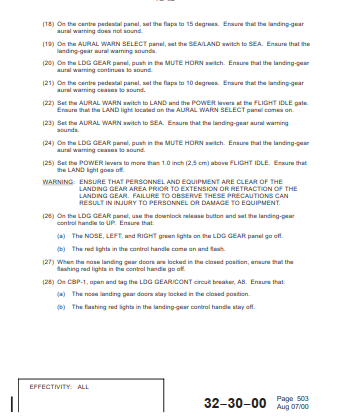 (18) On the centre pedestal panel, set the flaps to 15 degrees. Ensure that the landing-gear
aural warning does not sound.
(19) On the AURAL WARN SELECT panel, set the SEA/LAND switch to SEA. Ensure that the
landing-gear aural warning sounds.
(20) On the LDG GEAR panel, push in the MUTE HORN switch. Ensure that the landing-gear
aural warning continues to sound.
(21) On the centre pedestal panel, set the flaps to 10 degrees. Ensure that the landing-gear
aural warning ceases to sound.
(22) Set the AURAL WARN switch to LAND and the POWER levers at the FLIGHT IDLE gate.
Ensure that the LAND light located on the AURAL WARN SELECT panel comes on.
(23) Set the AURAL WARN switch to SEA. Ensure that the landing-gear aural warning
sounds.
(24) On the LDG GEAR panel, push in the MUTE HORN switch. Ensure that the landing-gear
aural warning ceases to sound.
(25) Set the POWER levers to more than 1.0 inch (2,5 cm) above FLIGHT IDLE. Ensure that
the LAND light goes off.
WARNING: ENSURE THAT PERSONNEL AND EQUIPMENT ARE CLEAR OF THE
LANDING GEAR AREA PRIOR TO EXTENSION OR RETRACTION OF THE
LANDING GEAR. FAILURE TO OBSERVE THESE PRECAUTIONS CAN
RESULT IN INJURY TO PERSONNEL OR DAMAGE TO EQUIPMENT.
(26) On the LDG GEAR panel, use the downlock release button and set the landing-gear
control handle to UP. Ensure that:
(a) The NOSE, LEFT, and RIGHT green lights on the LDG GEAR panel go off.
(b) The red lights in the control handle come on and flash.
(27) When the nose landing gear doors are locked in the closed position, ensure that the
flashing red lights in the control handle go off.
(28) On CBP-1, open and tag the LDG GEAR/CONT circuit breaker, A8. Ensure that:
(a) The nose landing gear doors stay locked in the closed position.
(b) The flashing red lights in the landing-gear control handle stay off.
EFFECTIVITY: ALL
32–30–00
Page 503
Aug 07/00